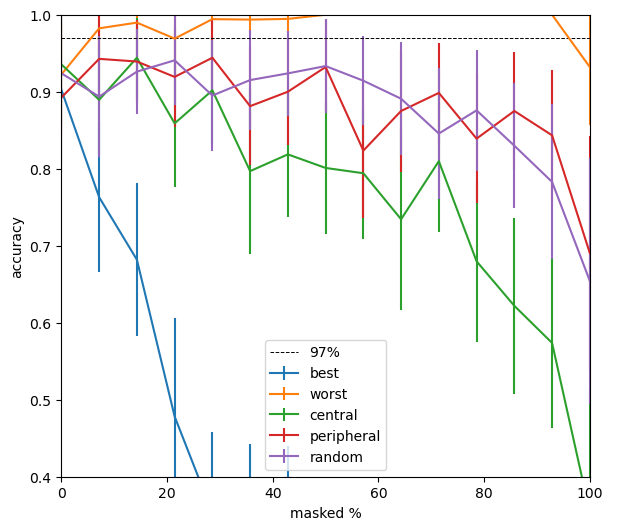 1.0
0.9
0.8
0.7
0.6
0.5
0.4
accuracy
97%
best
worst
central
peripheral
random
0 20 40 60 80 100
masked %